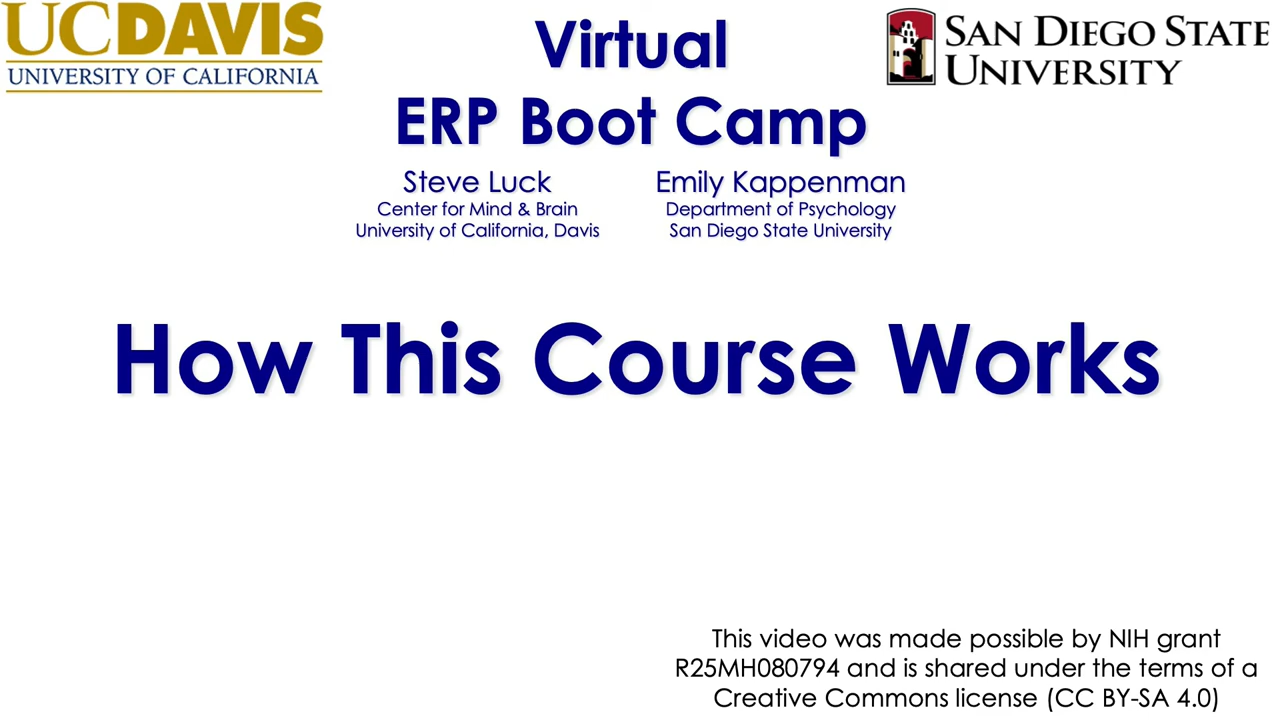 UCDAVIS
UNIVERSITY OF CALIFORNIA
SAN DIEGO STATE
UNIVERSITY
Virtual
ERP Boot Camp
Steve Luck
Center for Mind & Brain
University of California, Davis
Emily Kappenman
Department of Psychology
San Diego State University
How This Course Works
This video was made possible by NIH grant
R25MH080794 and is shared under the terms of a
Creative Commons license (CC BY-SA 4.0)